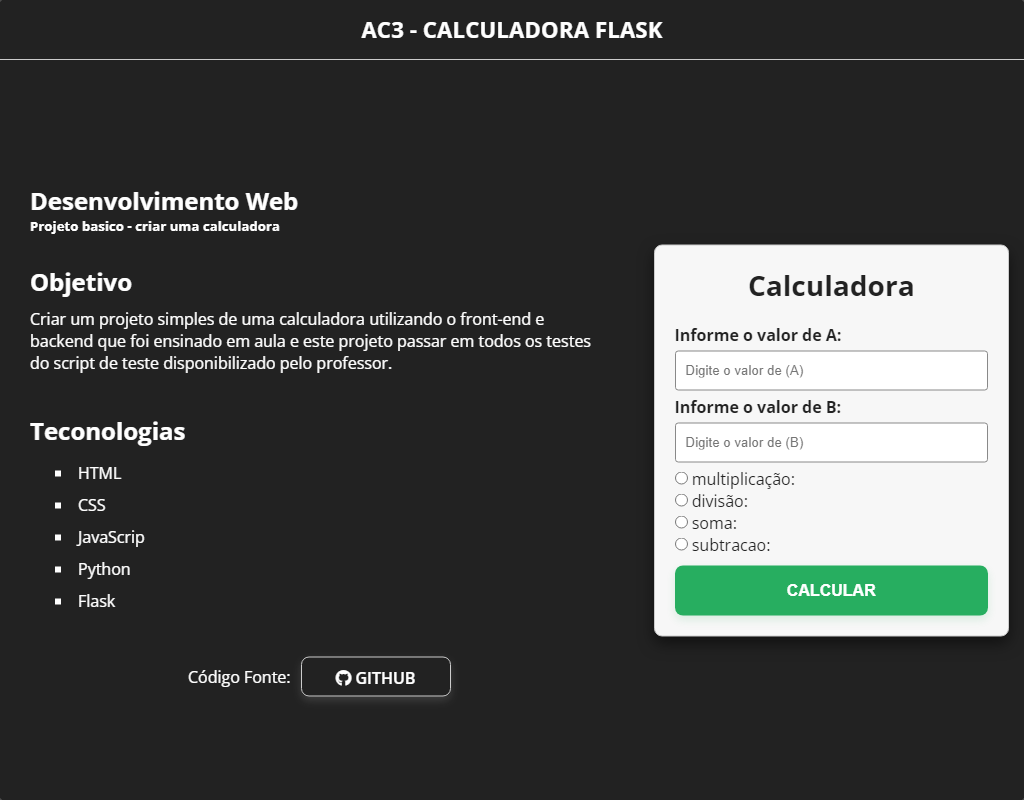 AC3 - CALCULADORA FLASK
Desenvolvimento Web
Projeto basico - criar uma calculadora
Objetivo
Criar um projeto simples de uma calculadora utilizando o front-end e
backend que foi ensinado em aula e este projeto passar em todos os testes
do script de teste disponibilizado pelo professor.
Teconologias
HTML
CSS
JavaScrip
Python
Flask
Código Fonte:
GITHUB
Calculadora
Informe o valor de A:
Digite o valor de (A)
Informe o valor de B:
Digite o valor de (B)
multiplicação:
divisão:
soma:
subtracao:
CALCULAR